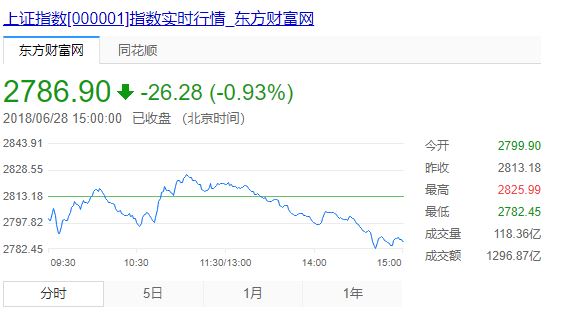 上证指数[000001]指数实时行情_东方财富网
东方财富网 同花顺
2786.90 -26.28 (-0.93%)
2018/06/28 15:00:00 已收盘 (北京时间)
2843.91
2828.55
2813.18
2797.82
2782.45
09:30 10:30 11:30/13:00 14:00 15:00
今开 2799.90
昨收 2813.18
最高 2825.99
最低 2782.45
成交量 118.36亿
成交额 1296.87亿
分时 5日 1月 1年